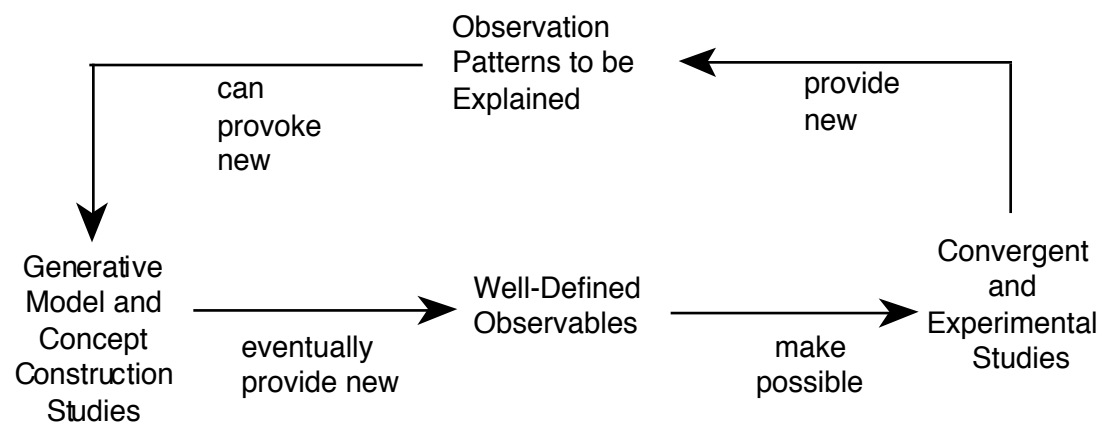 Observation
Patterns to be
Explained
can
provoke
new
provide
new
Generative
Model and
Concept
Construction
Studies
eventually
provide new
Well-Defined
Observables
make
possible
Convergent
and
Experimental
Studies